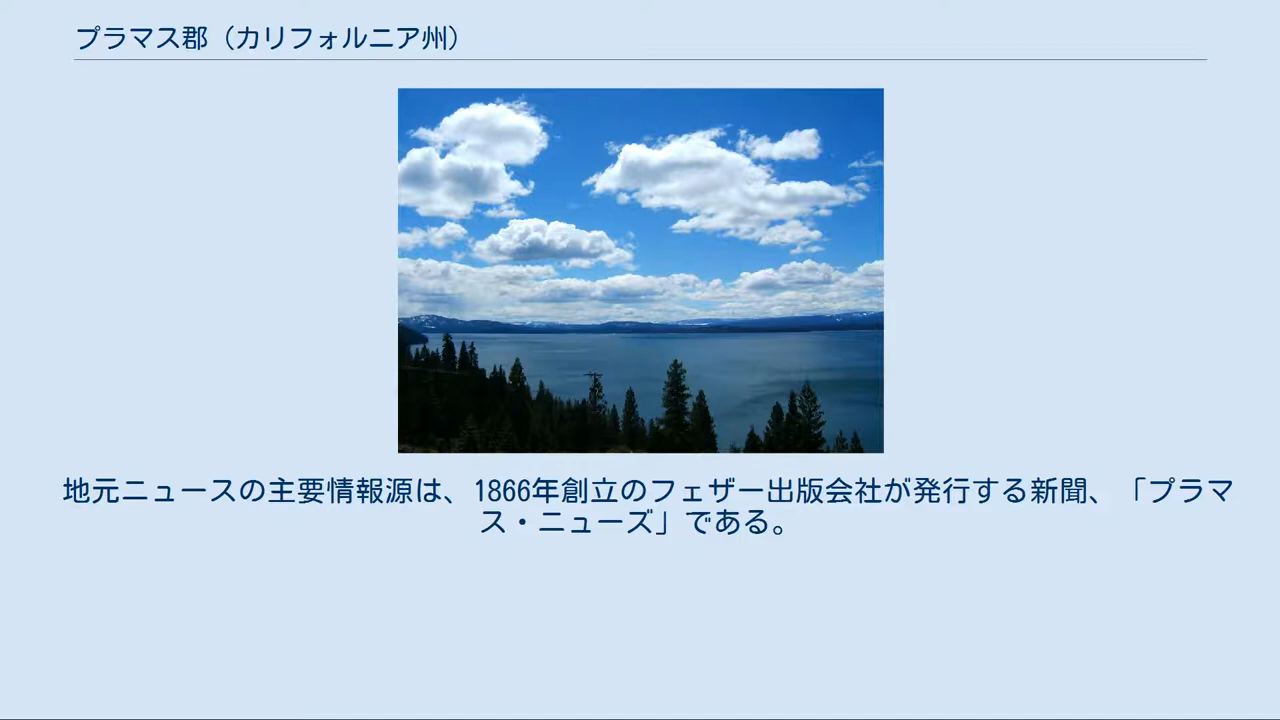 プラマス郡（カリフォルニア州）
地元ニュースの主要情報源は、1866年創立のフェザー出版会社が発行する新聞、「プラマ
ス・ニューズ」である。